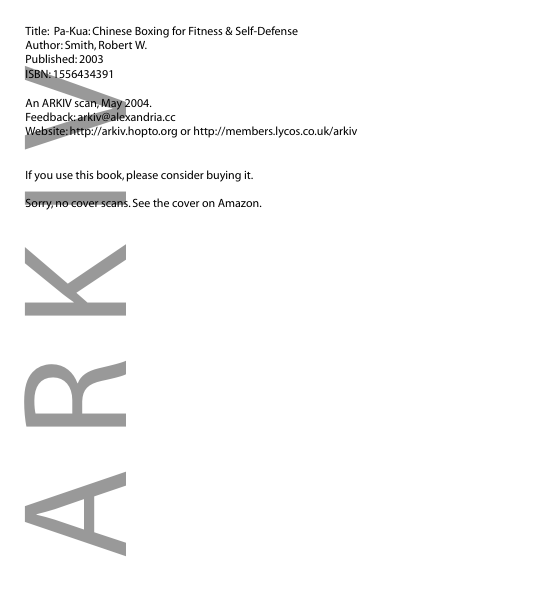 Title: Pa-Kua: Chinese Boxing for Fitness & Self-Defense
Author: Smith, Robert W.
Published: 2003
ISBN: 1556434391
An ARKIV scan, May 2004.
Feedback: arkiv@alexandria.cc
Website: http://arkiv.hopto.org or http://members.lycos.co.uk/arkiv
If you use this book, please consider buying it.
Sorry, no cover scans. See the cover on Amazon.
ARKIV